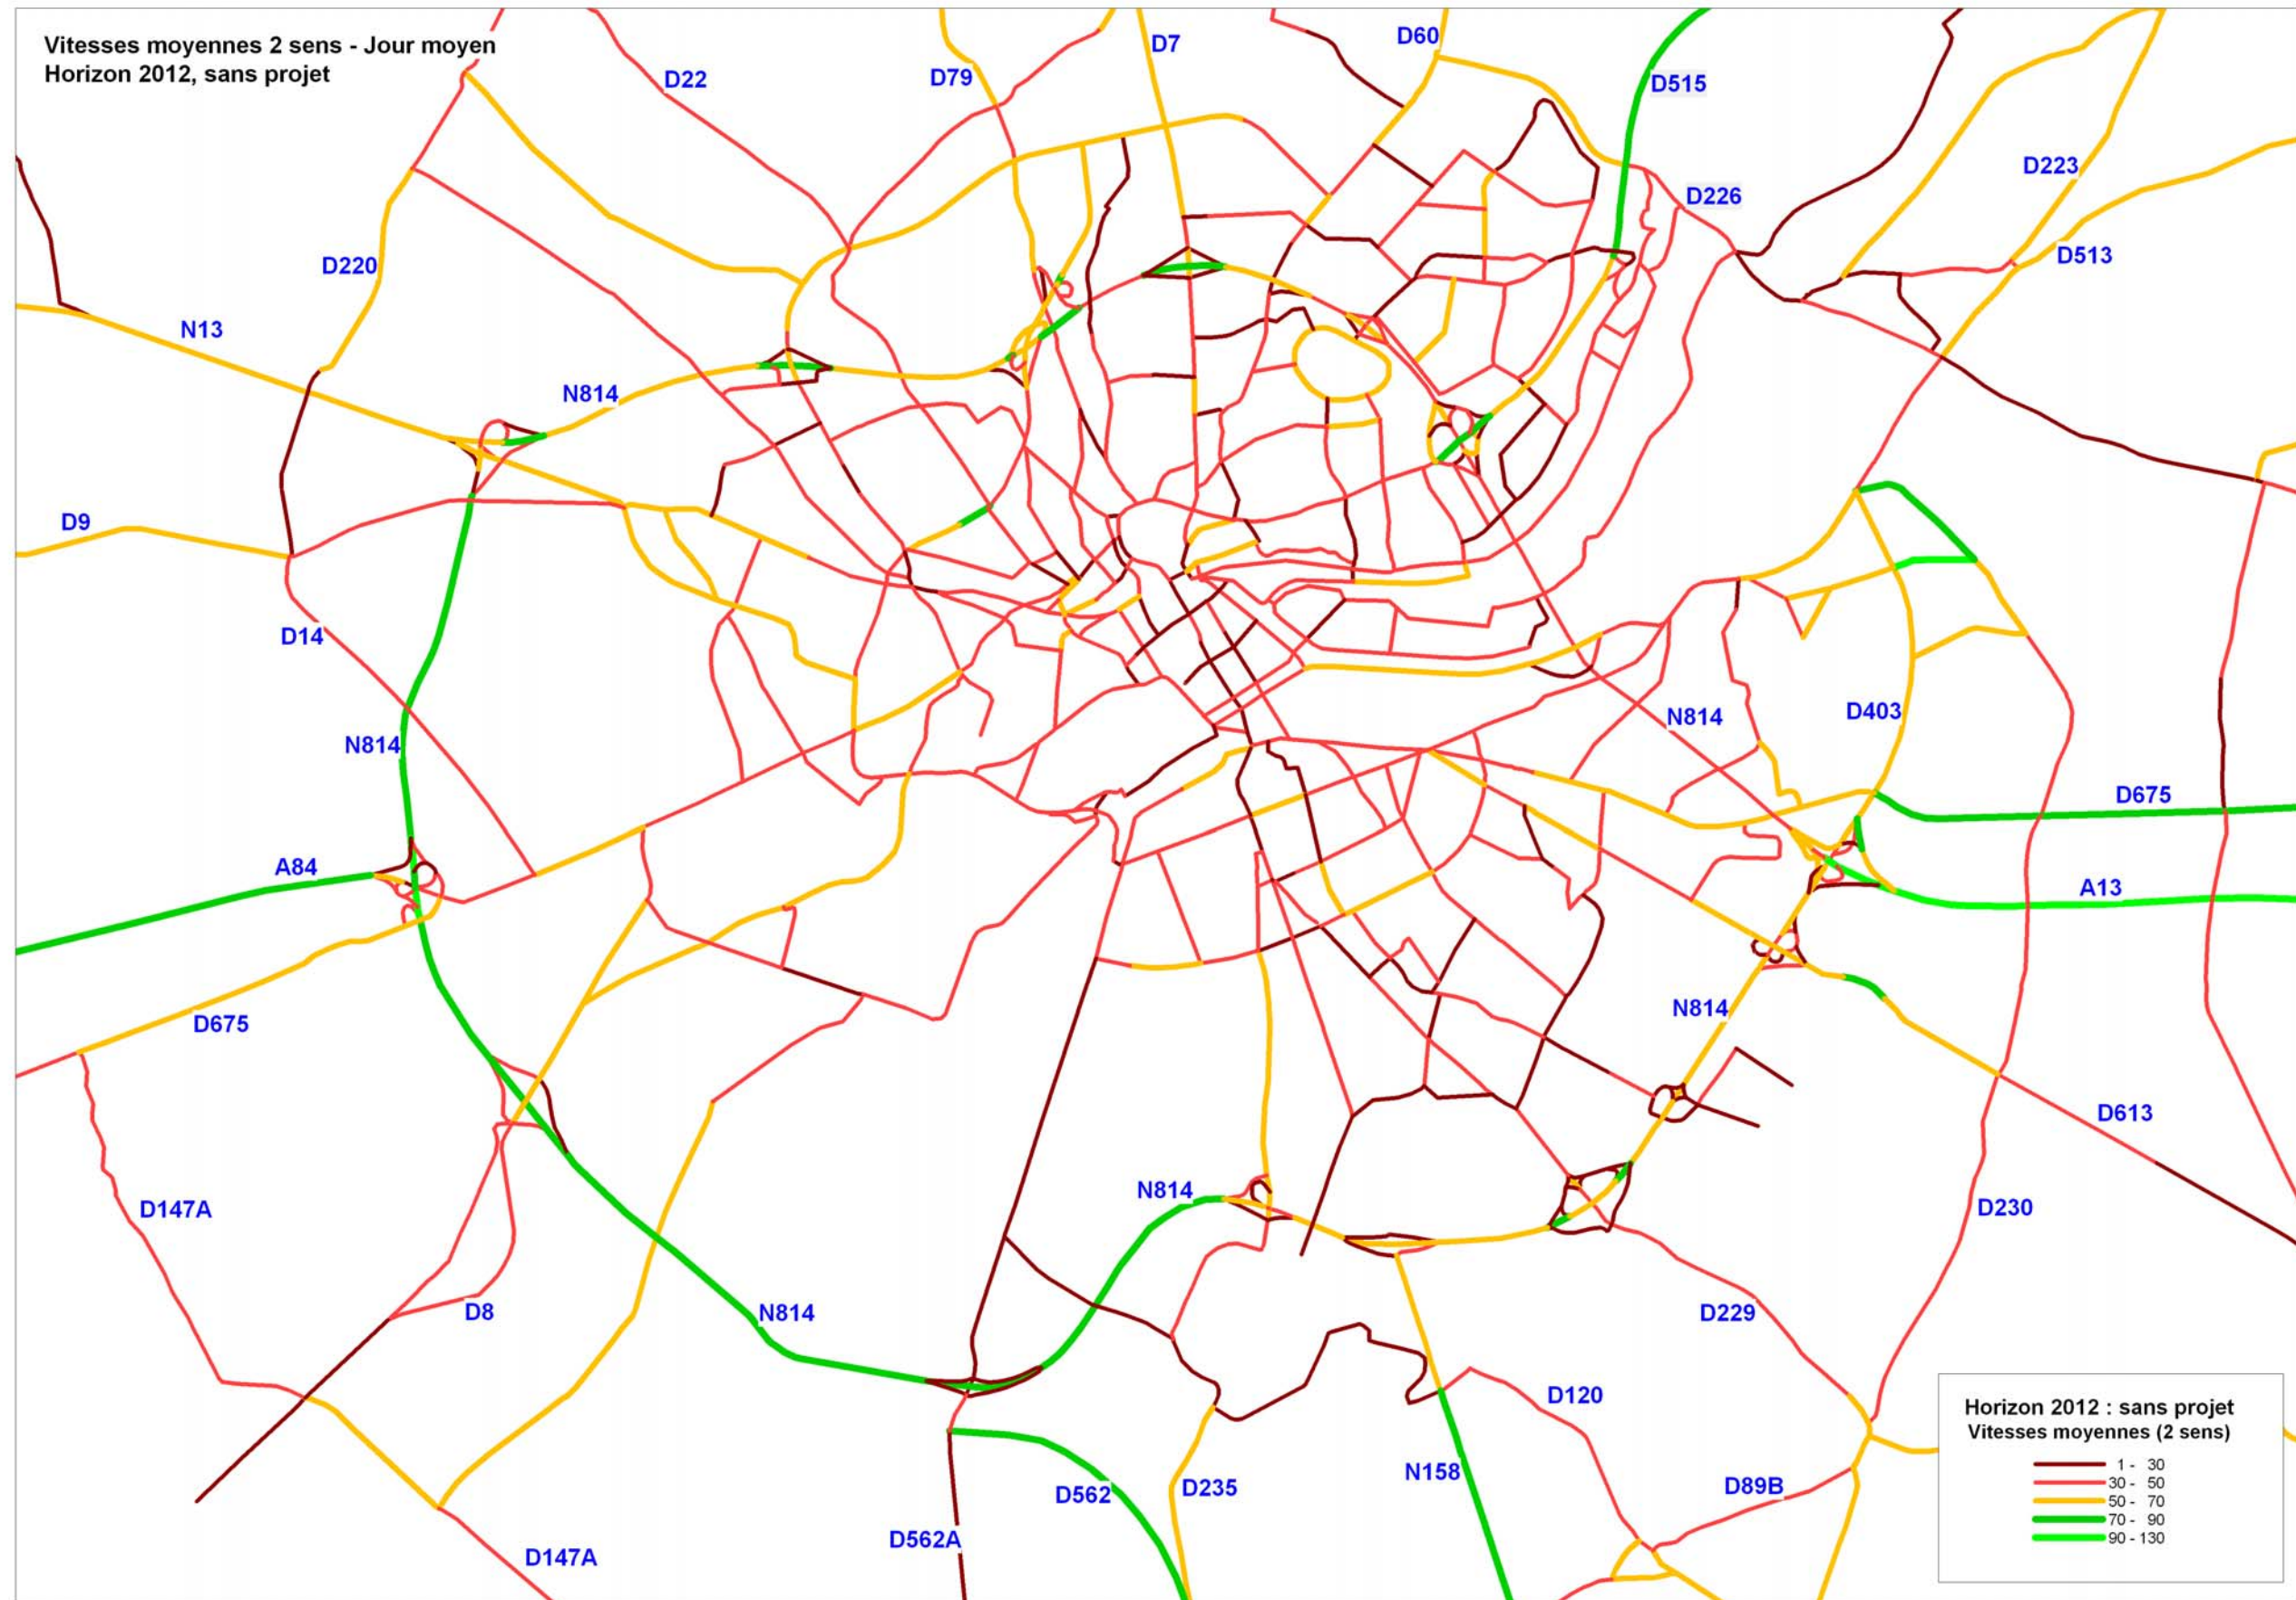 Vitesses moyennes 2 sens - Jour moyen
Horizon 2012, sans projet
D22
D79
D7
D60
D515
D226
D223
D513
D220
N13
N814
D9
D14
N814
N814
D403
D675
A84
A13
D675
N814
D613
D147A
N814
D230
D8
N814
D229
D120
N158
D89B
D562
D235
D562A
D147A
Horizon 2012 : sans projet
Vitesses moyennes (2 sens)
1 - 30
30 - 50
50 - 70
70 - 90
90 - 130